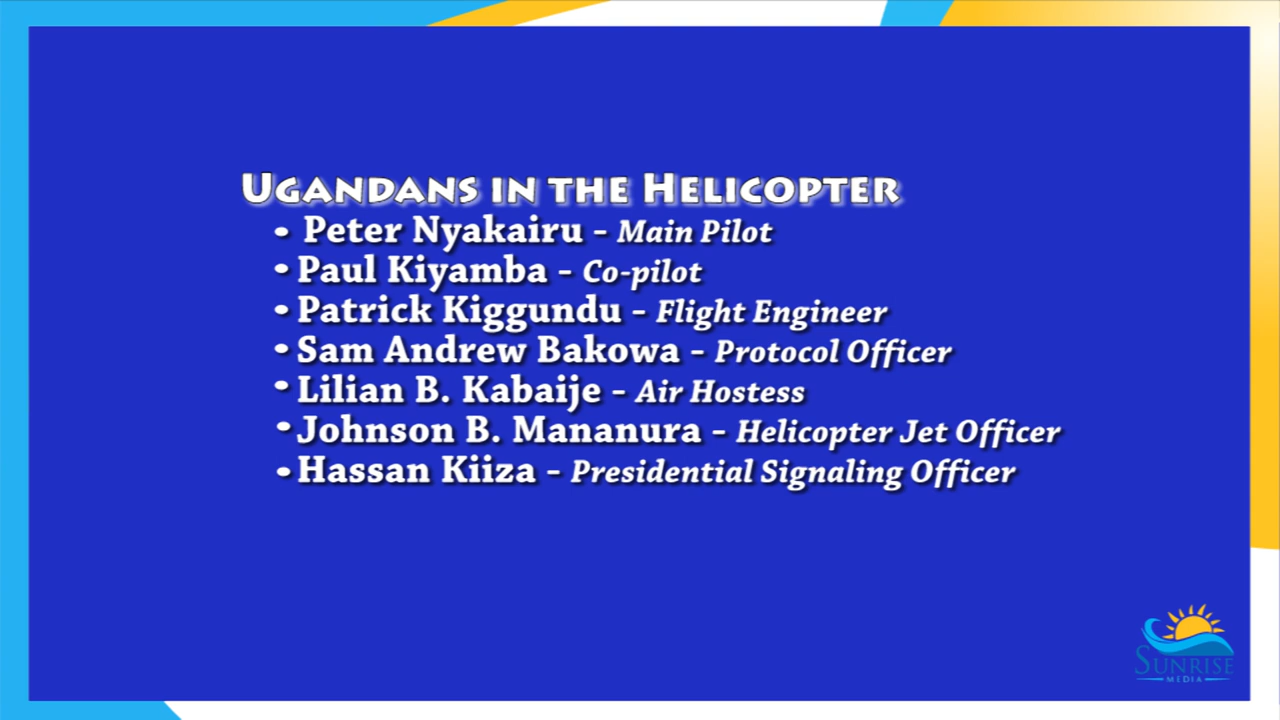 UGANDANS IN THE HELICOPTER
• Peter Nyakairu – Main Pilot
• Paul Kiyamba – Co-pilot
• Patrick Kiggundu – Flight Engineer
• Sam Andrew Bakowa – Protocol Officer
• Lilian B. Kabaije – Air Hostess
• Johnson B. Mananura – Helicopter Jet Officer
• Hassan Kiiza – Presidential Signaling Officer
SUNRISE
MEDIA